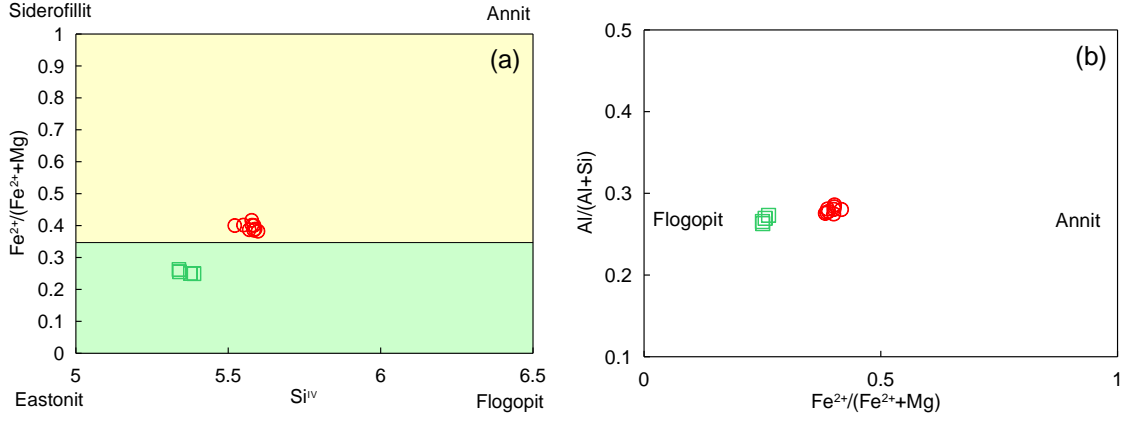 Siderofillit
Annit
(a)
1
0.9
0.8
0.7
0.6
0.5
0.4
0.3
0.2
0.1
0
Fe²⁺/(Fe²⁺+Mg)
5
5.5
6
6.5
Eastonit
Siᴵⱽ
Flogopit
(b)
0.5
0.4
0.3
0.2
0.1
Al/(Al+Si)
Flogopit
Annit
0
0.5
1
Fe²⁺/(Fe²⁺+Mg)